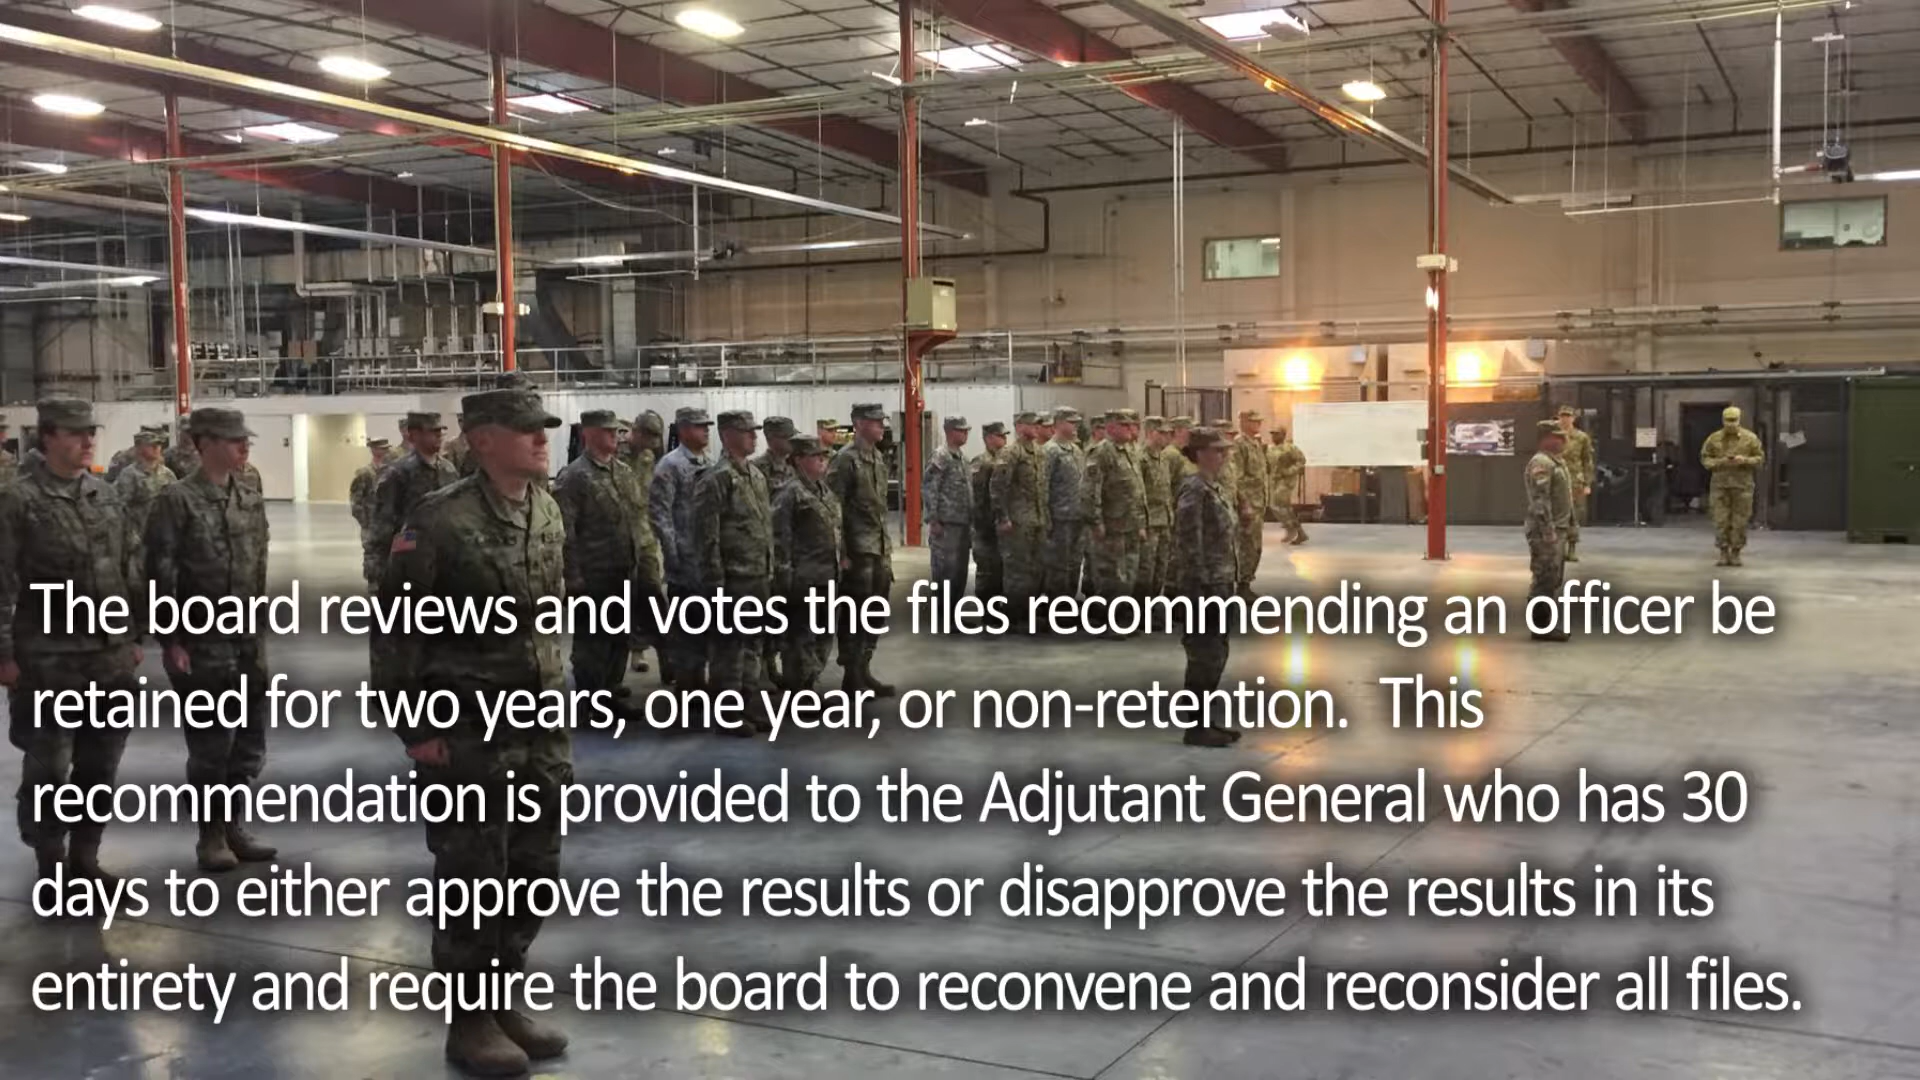 The board reviews and votes the files recommending an officer be
retained for two years, one year, or non-retention.  This
recommendation is provided to the Adjutant General who has 30
days to either approve the results or disapprove the results in its
entirety and require the board to reconvene and reconsider all files.